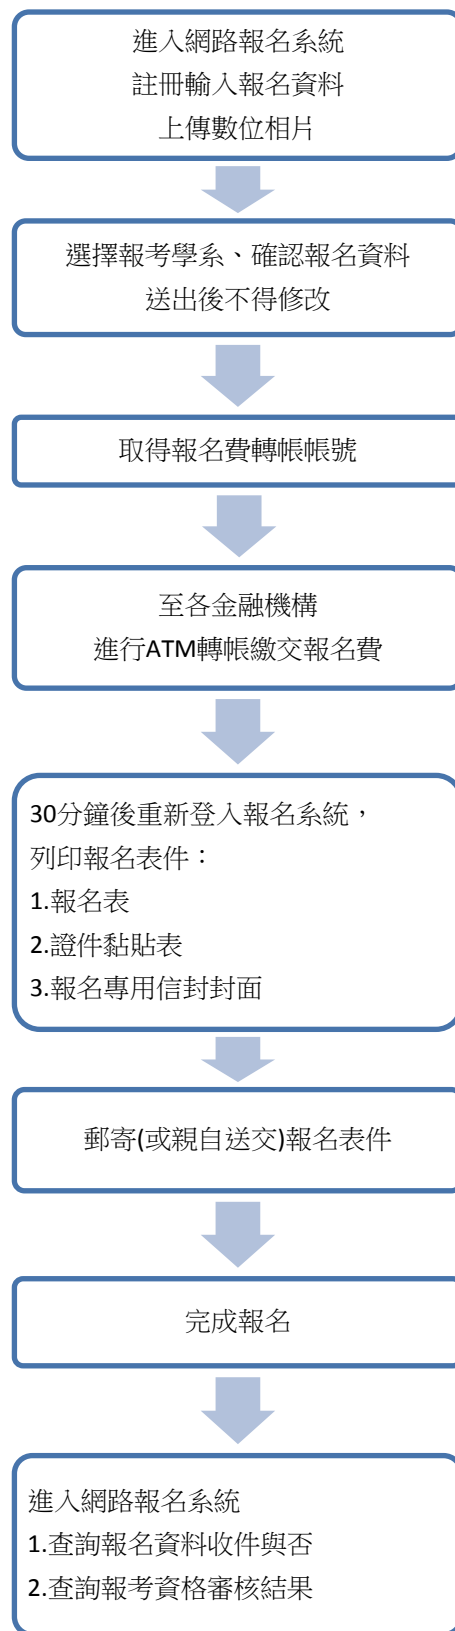 進入網路報名系統
註冊輸入報名資料
上傳數位相片
選擇報考學系、確認報名資料
送出後不得修改
取得報名費轉帳帳號
至各金融機構
進行ATM轉帳繳交報名費
30分鐘後重新登入報名系統，
列印報名表件：
1.報名表
2.證件黏貼表
3.報名專用信封封面
郵寄(或親自送交)報名表件
完成報名
進入網路報名系統
1.查詢報名資料收件與否
2.查詢報考資格審核結果